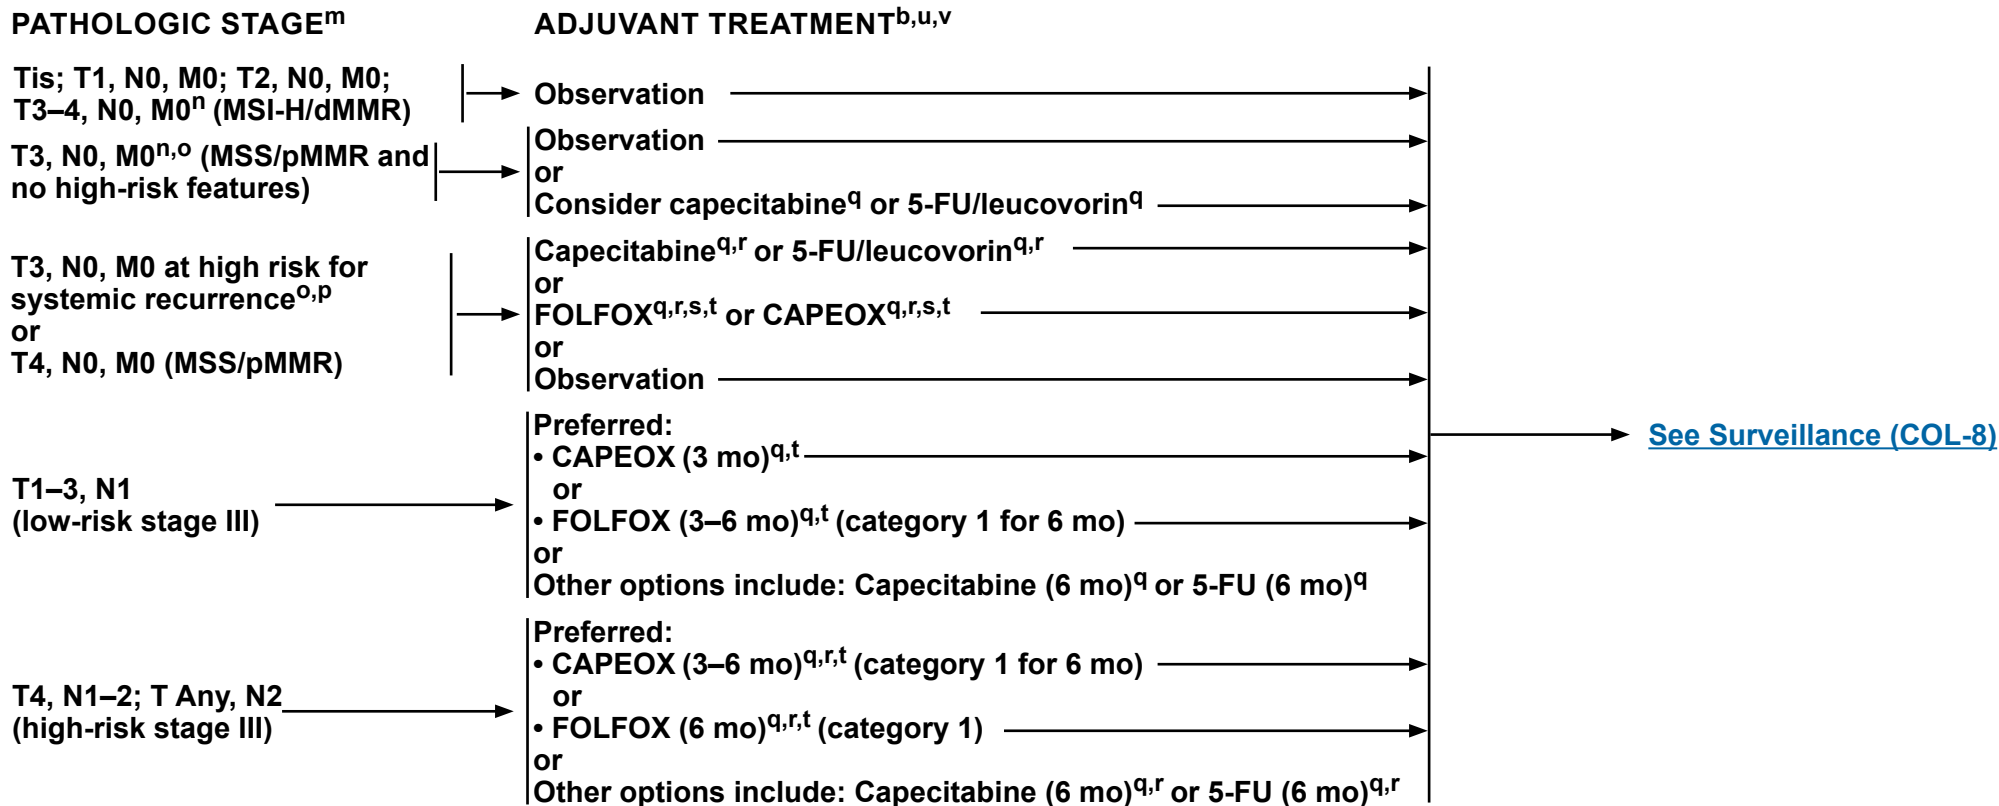 PATHOLOGIC STAGEm
ADJUVANT TREATMENTb,u,v
Tis; T1, N0, M0; T2, N0, M0;
T3–4, N0, M0n (MSI-H/dMMR)
Observation
T3, N0, M0n,o (MSS/pMMR and
no high-risk features)
Observation
or
Consider capecitabineq or 5-FU/leucovorinq
T3, N0, M0 at high risk for
systemic recurrenceo,p
or
T4, N0, M0 (MSS/pMMR)
Capecitabineq,r or 5-FU/leucovorinq,r
or
FOLFOXq,r,s,t or CAPEOXq,r,s,t
or
Observation
T1–3, N1
(low-risk stage III)
Preferred:
• CAPEOX (3 mo)q,t
or
• FOLFOX (3–6 mo)q,t (category 1 for 6 mo)
or
Other options include: Capecitabine (6 mo)q or 5-FU (6 mo)q
T4, N1–2; T Any, N2
(high-risk stage III)
Preferred:
• CAPEOX (3–6 mo)q,r,t (category 1 for 6 mo)
or
• FOLFOX (6 mo)q,r,t (category 1)
or
Other options include: Capecitabine (6 mo)q,r or 5-FU (6 mo)q,r
See Surveillance (COL-8)